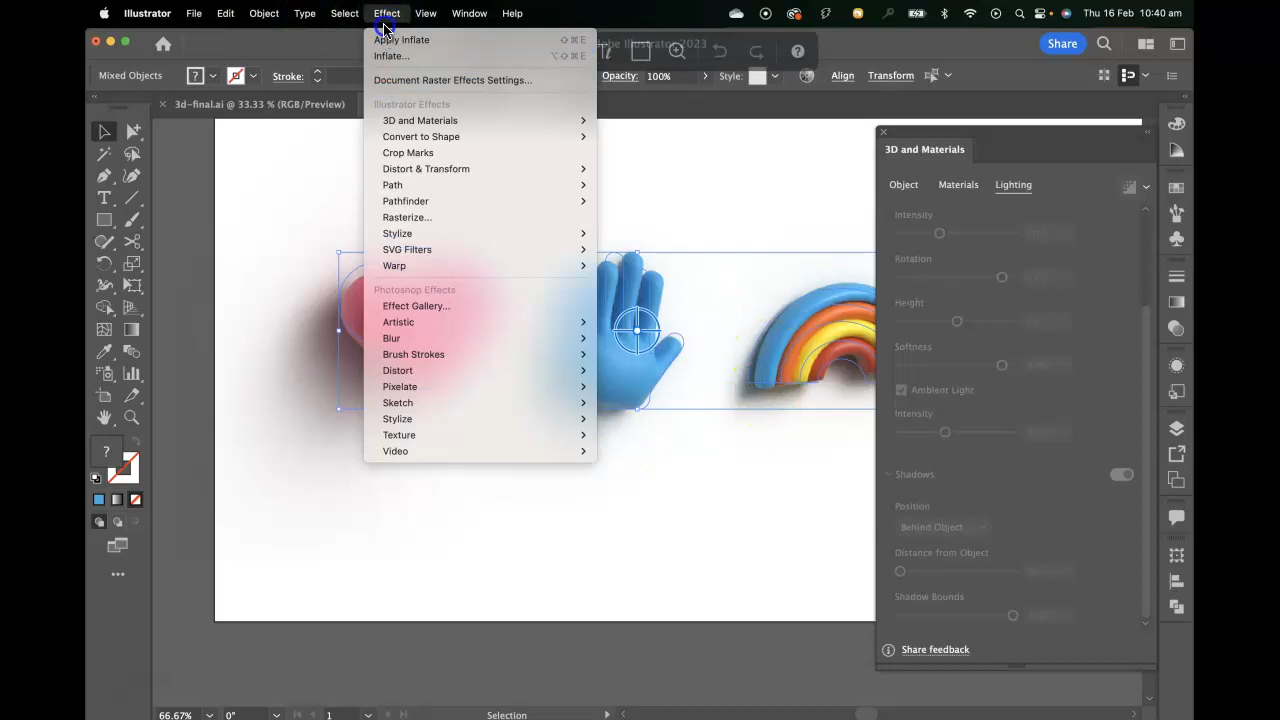 Illustrator File Edit Object Type Select Effect View Window Help Thu 16 Feb 10:40 am
Share
Mixed Objects ? Stroke: Opacity: 100% Style: Align Transform
3d-final.ai @ 33.33 % (RGB/Preview)
Apply Inflate ⇧⌘E
Inflate... ⌥⇧⌘E
Document Raster Effects Settings...
Illustrator Effects
3D and Materials
Convert to Shape
Crop Marks
Distort & Transform
Path
Pathfinder
Rasterize...
Stylize
SVG Filters
Warp
Photoshop Effects
Effect Gallery...
Artistic
Blur
Brush Strokes
Distort
Pixelate
Sketch
Stylize
Texture
Video
3D and Materials
Object Materials Lighting
Intensity
Rotation
Height
Softness
Ambient Light
Intensity:
Shadows
Position
Behind Object
Distance from Object
Shadow Bounds
Share feedback
?
66.67% 0° 1 Selection